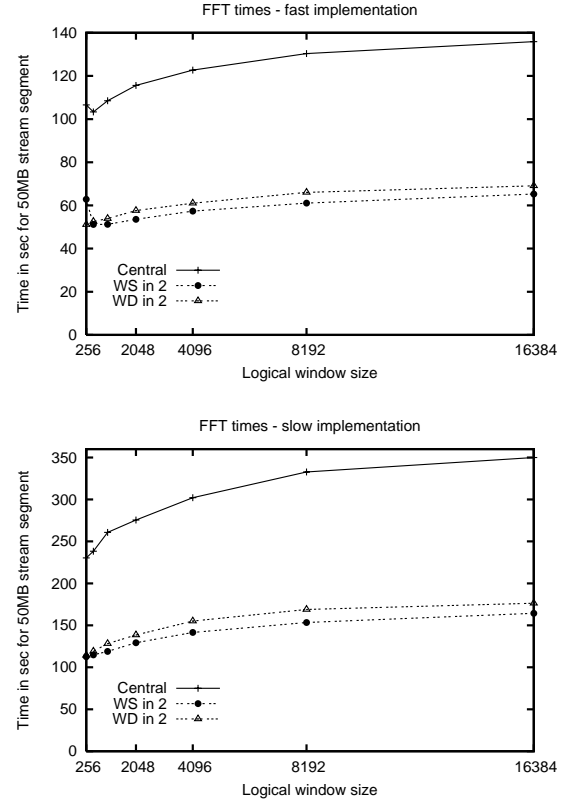 FFT times - fast implementation
Time in sec for 50MB stream segment
140
120
100
80
60
40
20
0
Central
WS in 2
WD in 2
256 2048 4096 8192 16384
Logical window size
FFT times - slow implementation
Time in sec for 50MB stream segment
350
300
250
200
150
100
50
0
Central
WS in 2
WD in 2
256 2048 4096 8192 16384
Logical window size